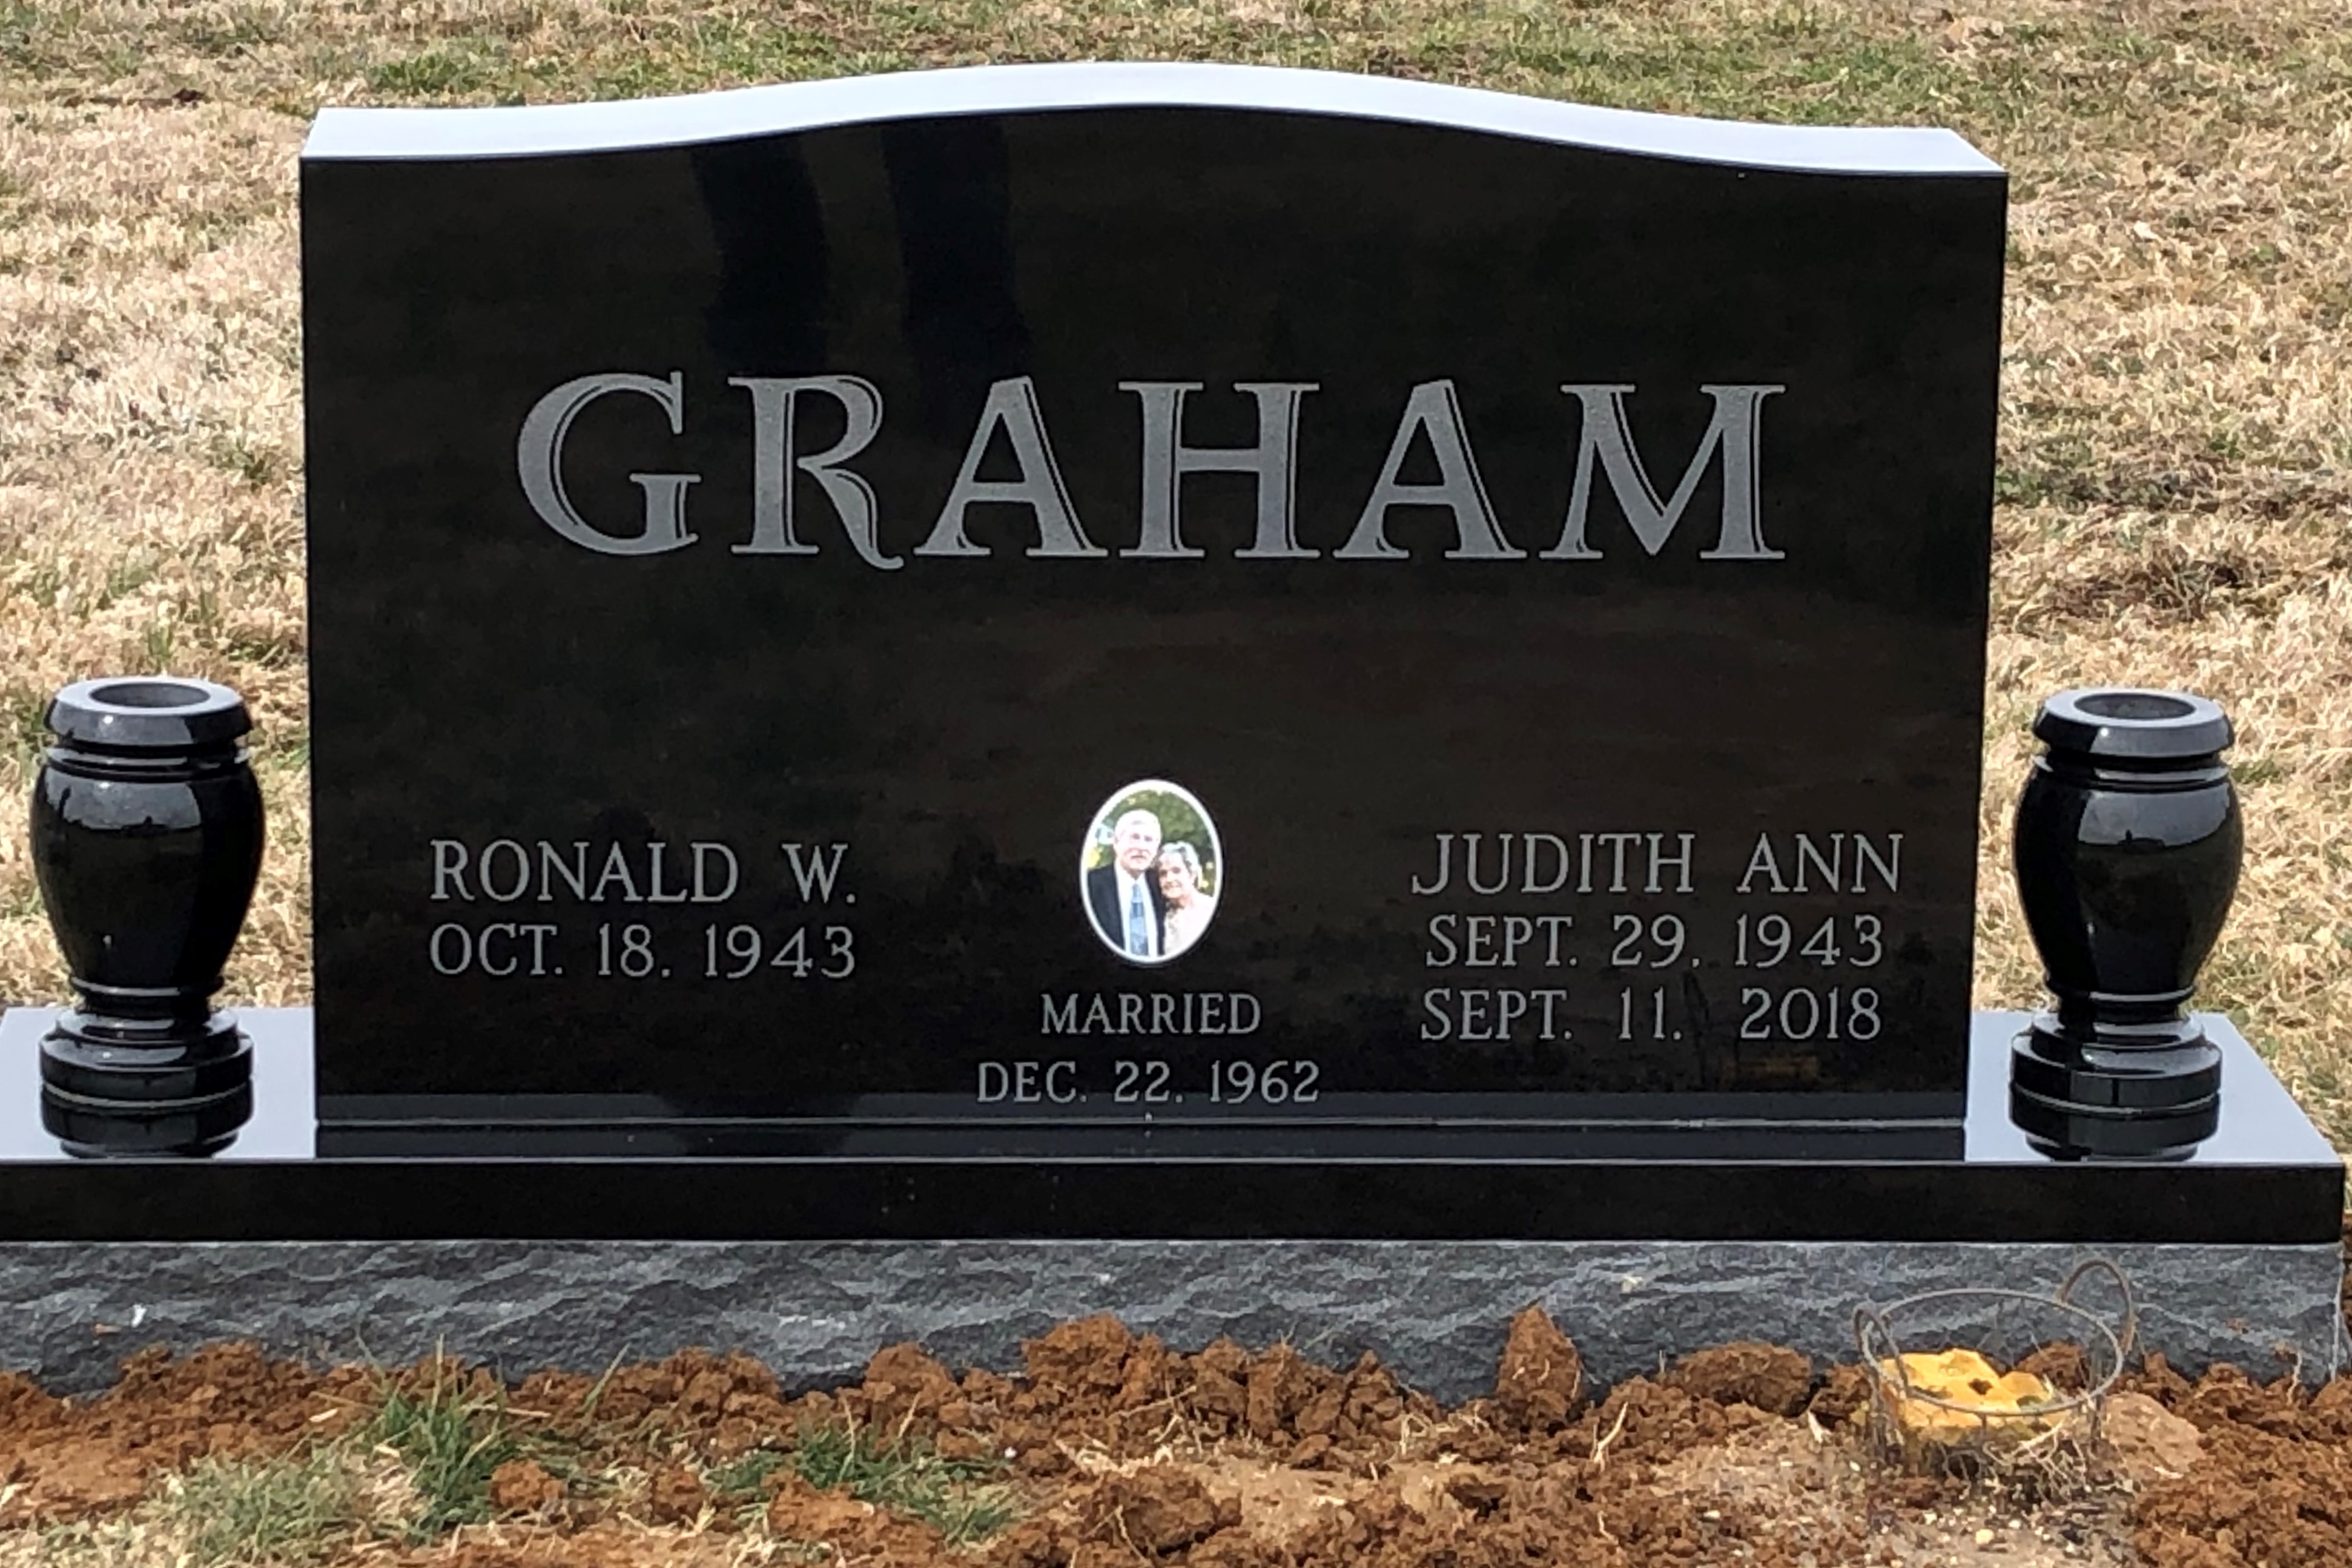 GRAHAM
RONALD W.
OCT. 18. 1943
MARRIED
DEC. 22. 1962
JUDITH ANN
SEPT. 29. 1943
SEPT. 11. 2018